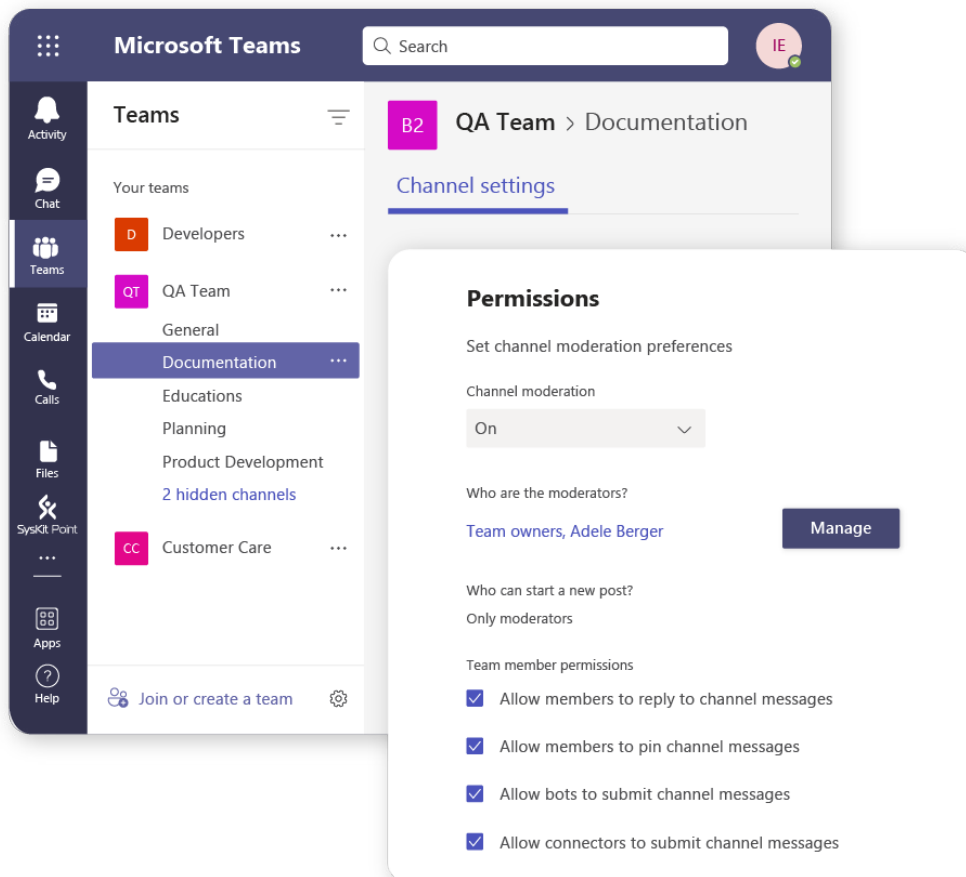 Microsoft Teams
Search
IE
Activity
Chat
Teams
Calendar
Calls
Files
SysKit Point
Apps
Help
Teams
Your teams
D Developers
QT QA Team
General
Documentation
Educations
Planning
Product Development
2 hidden channels
CC Customer Care
Join or create a team
B2 QA Team > Documentation
Channel settings
Permissions
Set channel moderation preferences
Channel moderation
On
Who are the moderators?
Team owners, Adele Berger
Manage
Who can start a new post?
Only moderators
Team member permissions
Allow members to reply to channel messages
Allow members to pin channel messages
Allow bots to submit channel messages
Allow connectors to submit channel messages